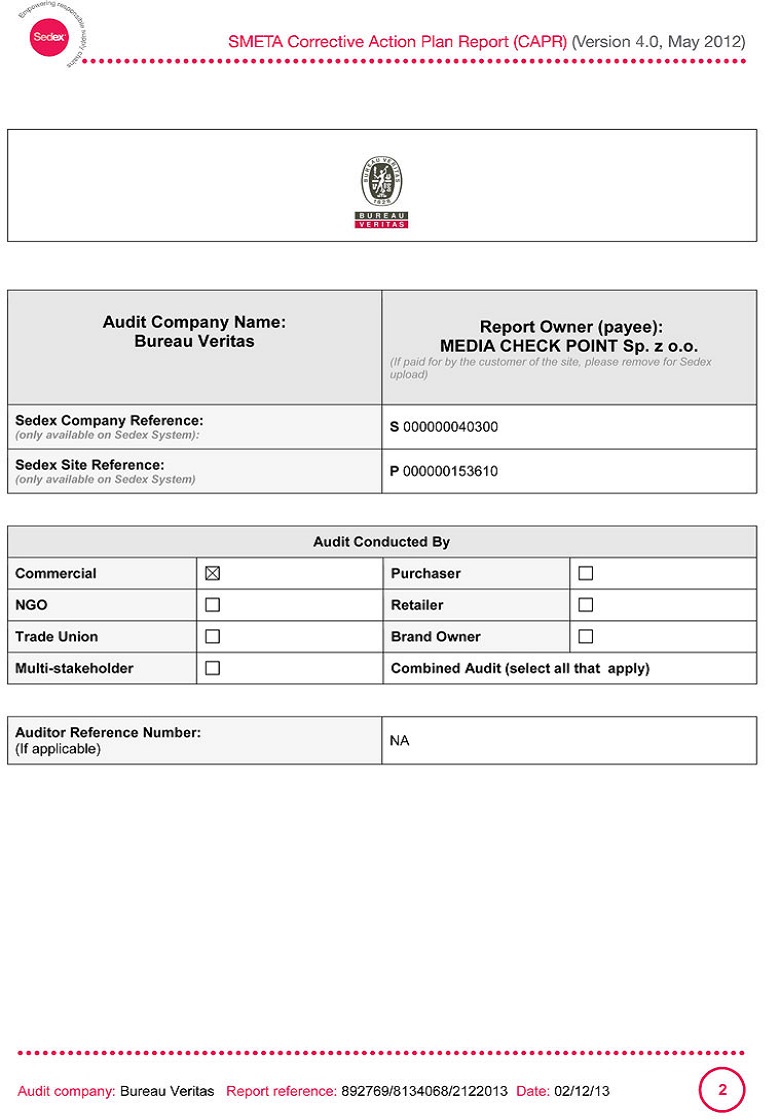 Empowering responsible supply chains
Sedex
SMETA Corrective Action Plan Report (CAPR) (Version 4.0, May 2012)
BUREAU VERITAS
1828
BUREAU
VERITAS
Audit Company Name:
Bureau Veritas
Report Owner (payee):
MEDIA CHECK POINT Sp. z o.o.
(If paid for by the customer of the site, please remove for Sedex
upload)
Sedex Company Reference:
(only available on Sedex System):
S 000000040300
Sedex Site Reference:
(only available on Sedex System)
P 000000153610
Audit Conducted By
Commercial ☒ Purchaser ☐
NGO ☐ Retailer ☐
Trade Union ☐ Brand Owner ☐
Multi-stakeholder ☐ Combined Audit (select all that apply)
Auditor Reference Number:
(If applicable)
NA
Audit company: Bureau Veritas Report reference: 892769/8134068/2122013 Date: 02/12/13
2